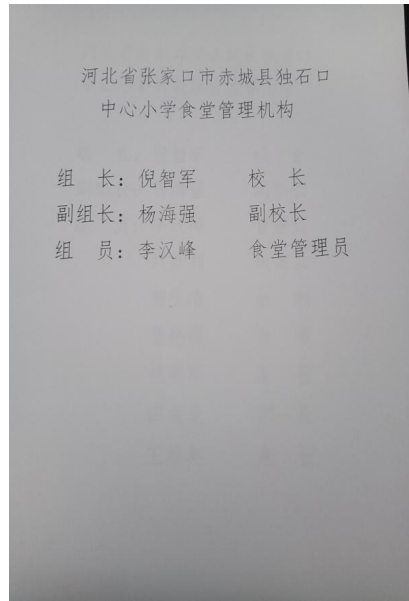 河北省张家口市赤城县独石口
中心小学食堂管理机构
组　长：倪智军　　校　长
副组长：杨海强　　副校长
组　员：李汉峰　　食堂管理员